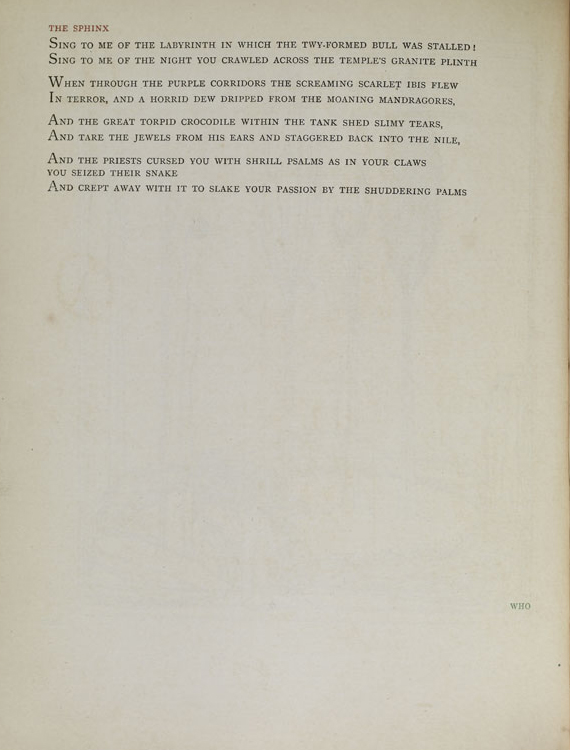 THE SPHINX
SING TO ME OF THE LABYRINTH IN WHICH THE TWY-FORMED BULL WAS STALLED!
SING TO ME OF THE NIGHT YOU CRAWLED ACROSS THE TEMPLE'S GRANITE PLINTH
WHEN THROUGH THE PURPLE CORRIDORS THE SCREAMING SCARLET IBIS FLEW
IN TERROR, AND A HORRID DEW DRIPPED FROM THE MOANING MANDRAGORES,
AND THE GREAT TORPID CROCODILE WITHIN THE TANK SHED SLIMY TEARS,
AND TARE THE JEWELS FROM HIS EARS AND STAGGERED BACK INTO THE NILE,
AND THE PRIESTS CURSED YOU WITH SHRILL PSALMS AS IN YOUR CLAWS
YOU SEIZED THEIR SNAKE
AND CREPT AWAY WITH IT TO SLAKE YOUR PASSION BY THE SHUDDERING PALMS
WHO